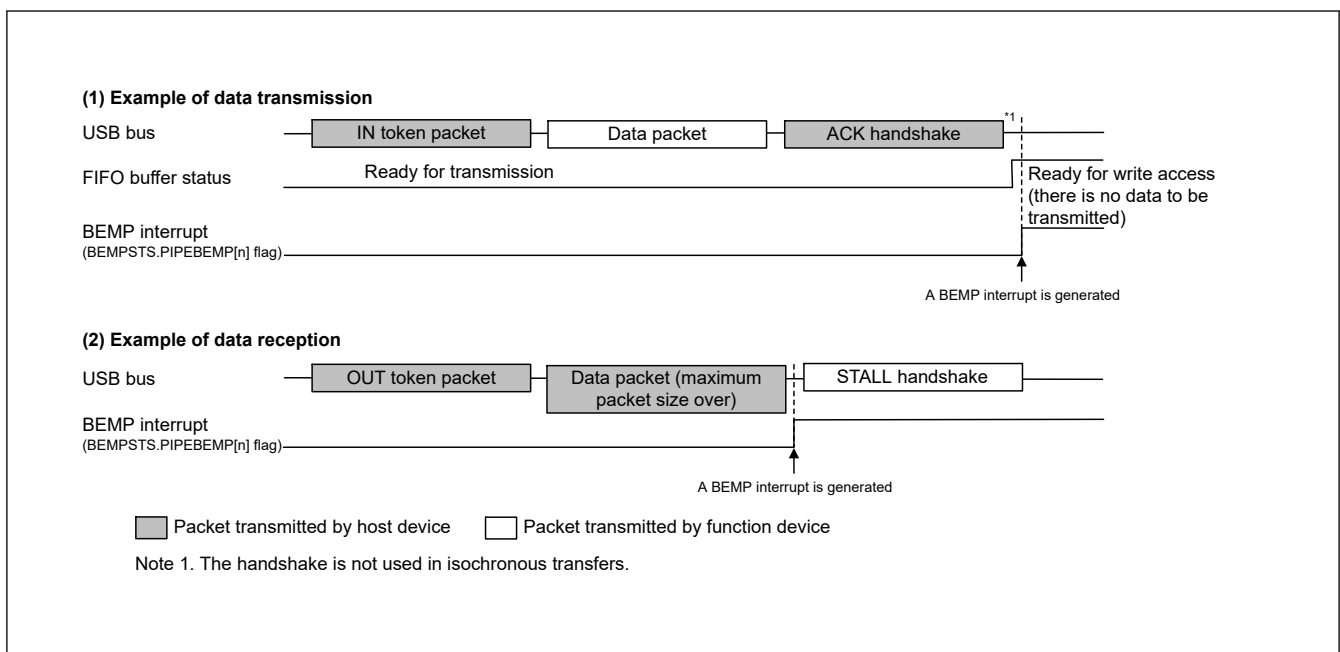 (1) Example of data transmission
USB bus
IN token packet
Data packet
ACK handshake
*1
FIFO buffer status
Ready for transmission
Ready for write access
(there is no data to be
transmitted)
BEMP interrupt
(BEMPSTS.PIPEBEMP[n] flag)
A BEMP interrupt is generated
(2) Example of data reception
USB bus
OUT token packet
Data packet (maximum
packet size over)
STALL handshake
BEMP interrupt
(BEMPSTS.PIPEBEMP[n] flag)
A BEMP interrupt is generated
Packet transmitted by host device
Packet transmitted by function device
Note 1. The handshake is not used in isochronous transfers.